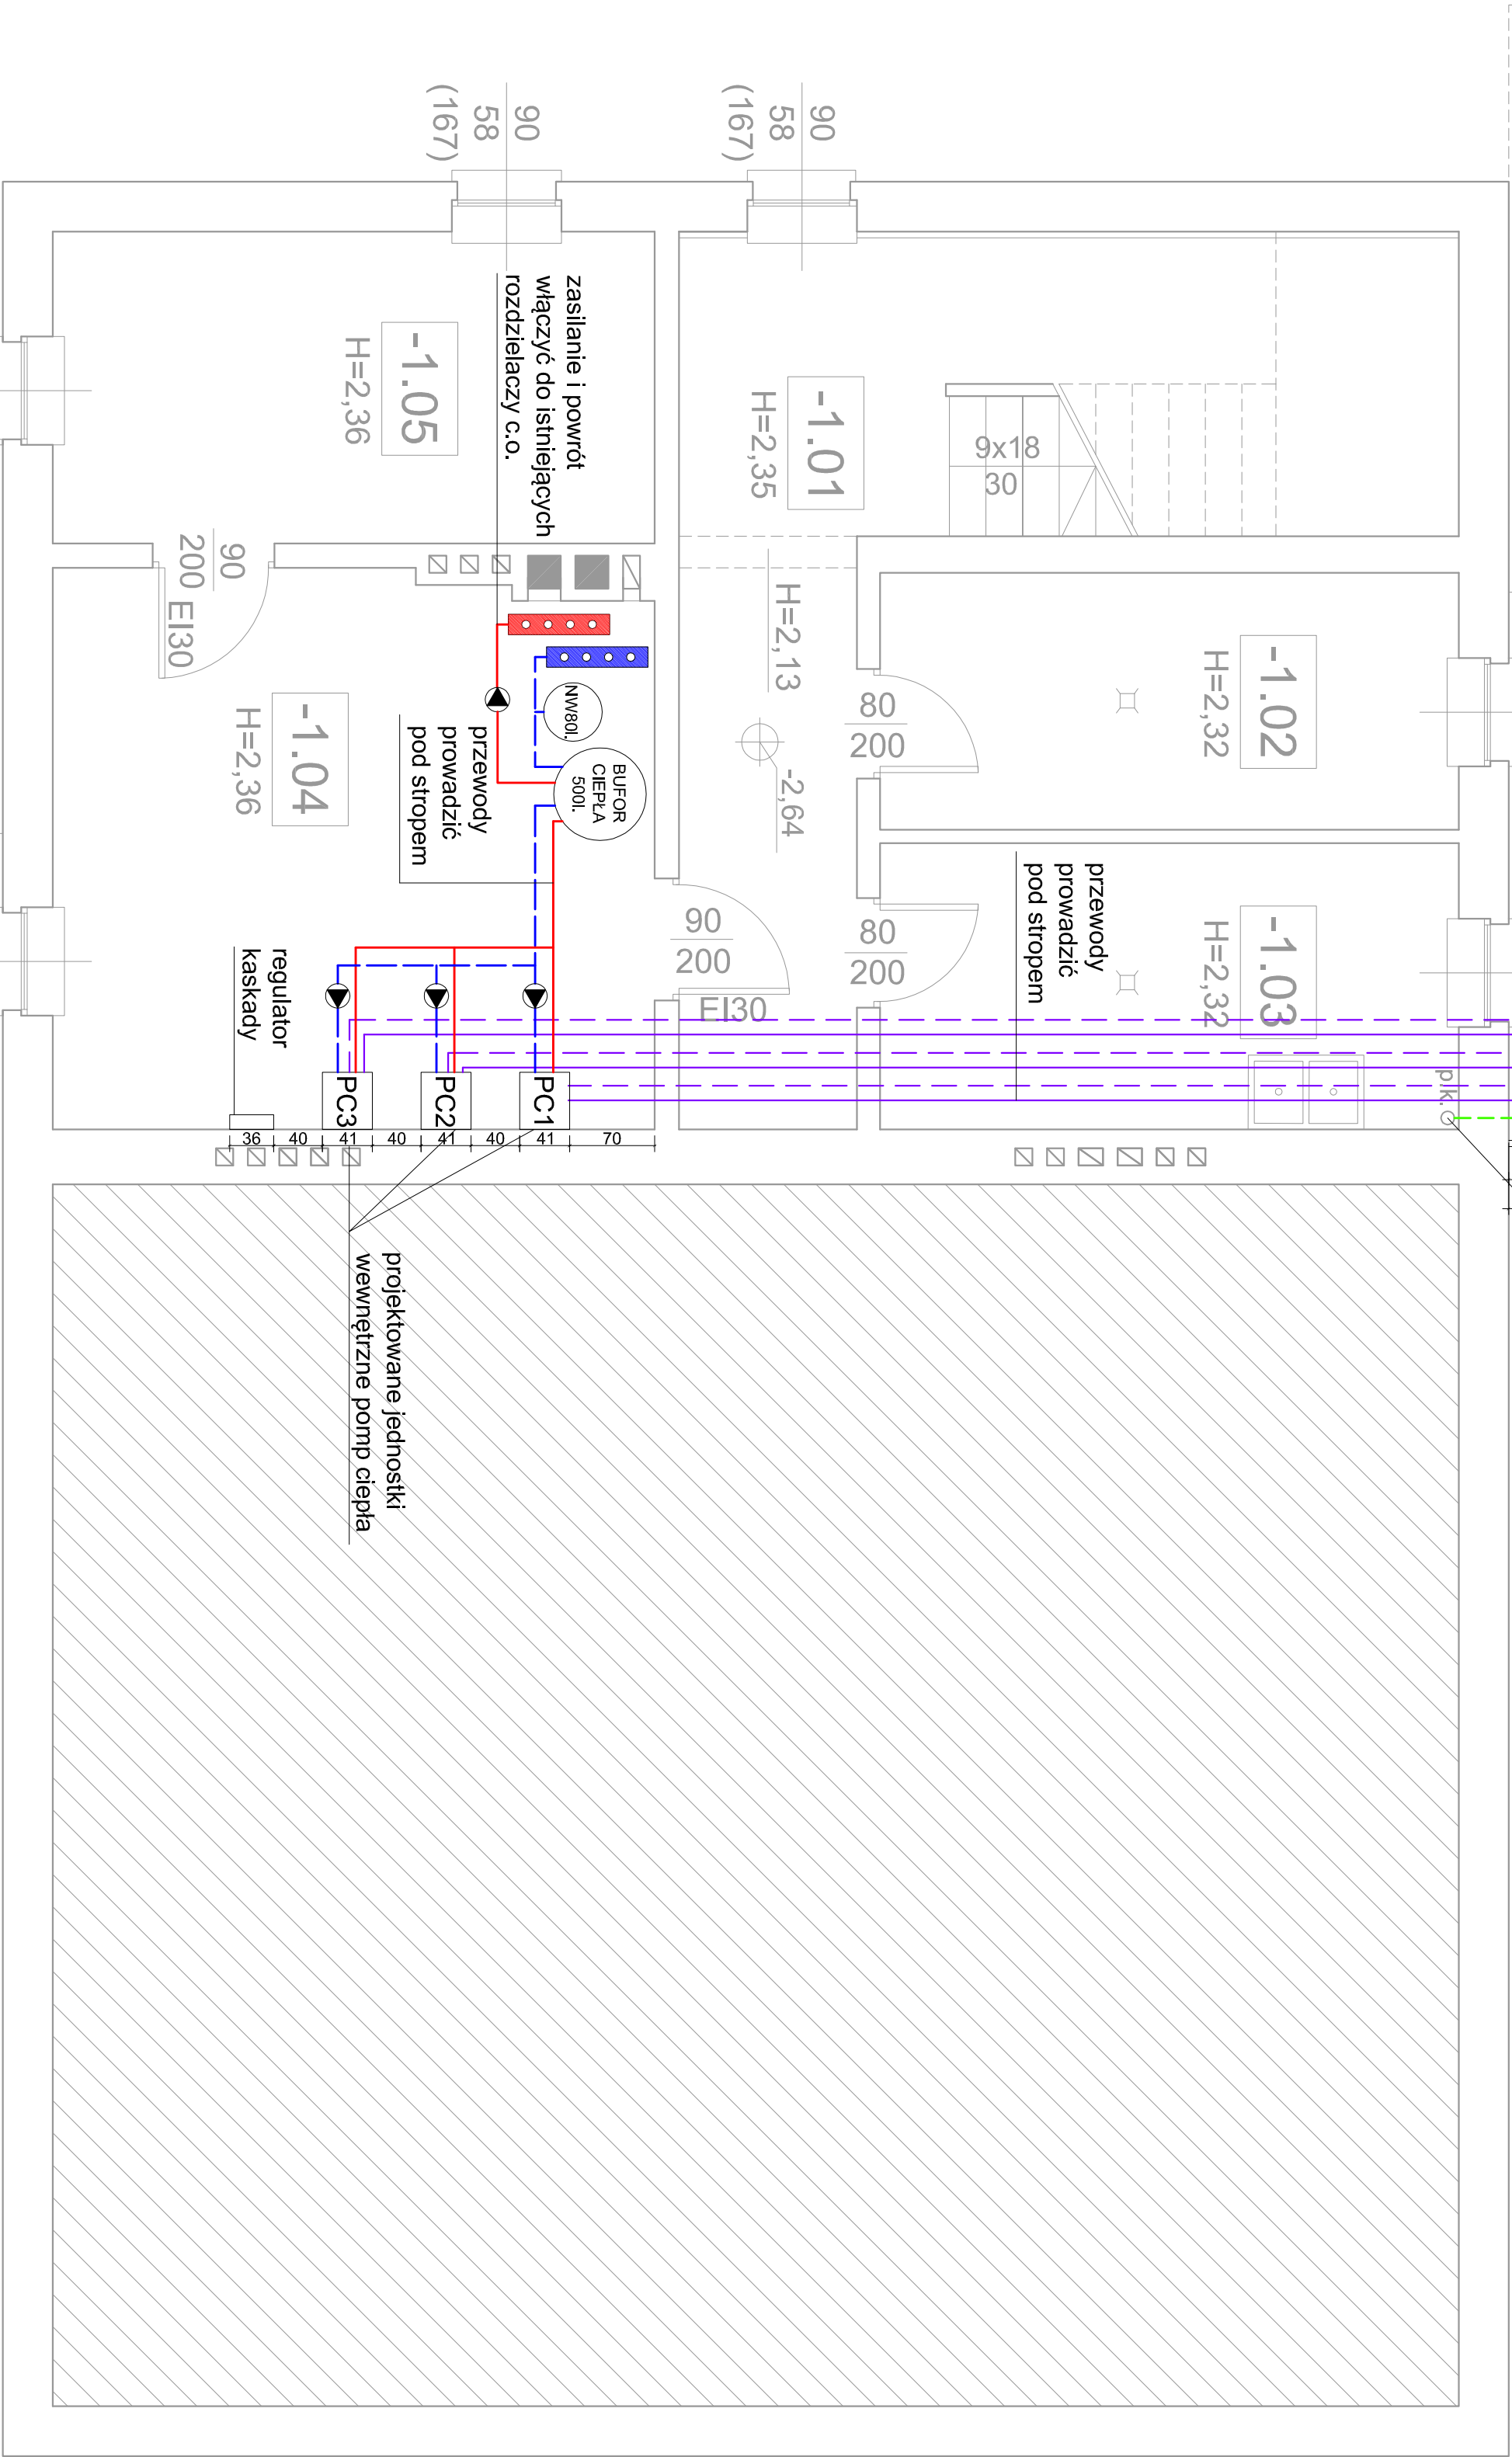 90
58
(167)
90
58
(167)
zasilanie i powrót
włączyć do istniejących
rozdzielaczy c.o.
-1.05
H=2,36
-1.01
H=2,35
9x18
30
90
200
EI30
H=2,13
-2,64
-1.02
H=2,32
80
200
NW80l.
BUFOR
CIEPŁA
500l.
-1.04
H=2,36
przewody
prowadzić
pod stropem
90
200
EI30
80
200
przewody
prowadzić
pod stropem
-1.03
H=2,32
p.k.
regulator
kaskady
PC3
PC2
PC1
36
40
41
40
41
40
41
70
projektowane jednostki
wewnętrzne pomp ciepła